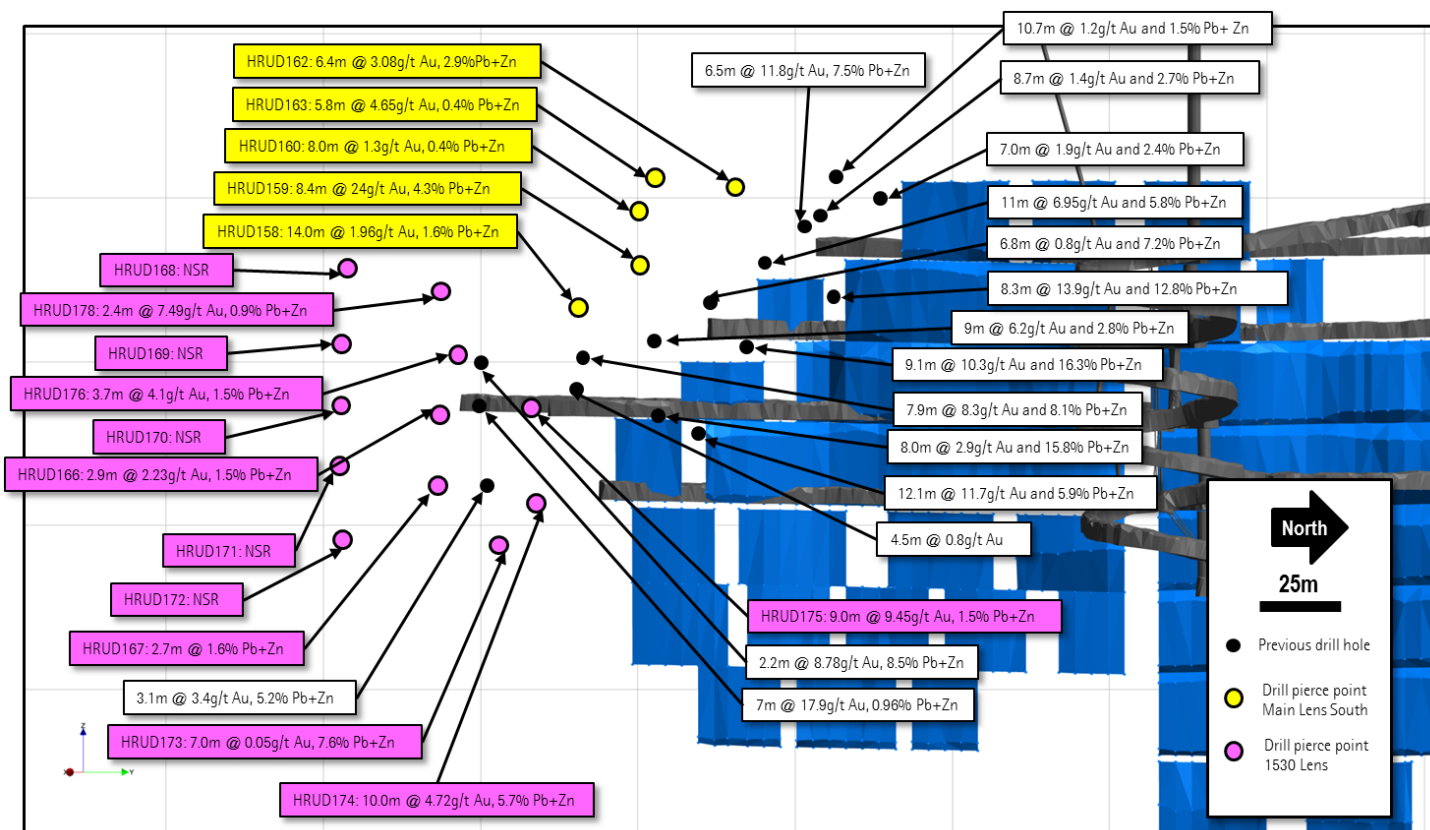 HRUD162: 6.4m @ 3.08g/t Au, 2.9%Pb+Zn
HRUD163: 5.8m @ 4.65g/t Au, 0.4% Pb+Zn
HRUD160: 8.0m @ 1.3g/t Au, 0.4% Pb+Zn
HRUD159: 8.4m @ 24g/t Au, 4.3% Pb+Zn
HRUD158: 14.0m @ 1.96g/t Au, 1.6% Pb+Zn
HRUD168: NSR
HRUD178: 2.4m @ 7.49g/t Au, 0.9% Pb+Zn
HRUD169: NSR
HRUD176: 3.7m @ 4.1g/t Au, 1.5% Pb+Zn
HRUD170: NSR
HRUD166: 2.9m @ 2.23g/t Au, 1.5% Pb+Zn
HRUD171: NSR
HRUD172: NSR
HRUD167: 2.7m @ 1.6% Pb+Zn
3.1m @ 3.4g/t Au, 5.2% Pb+Zn
HRUD173: 7.0m @ 0.05g/t Au, 7.6% Pb+Zn
HRUD174: 10.0m @ 4.72g/t Au, 5.7% Pb+Zn
6.5m @ 11.8g/t Au, 7.5% Pb+Zn
10.7m @ 1.2g/t Au and 1.5% Pb+ Zn
8.7m @ 1.4g/t Au and 2.7% Pb+Zn
7.0m @ 1.9g/t Au and 2.4% Pb+Zn
11m @ 6.95g/t Au and 5.8% Pb+Zn
6.8m @ 0.8g/t Au and 7.2% Pb+Zn
8.3m @ 13.9g/t Au and 12.8% Pb+Zn
9m @ 6.2g/t Au and 2.8% Pb+Zn
9.1m @ 10.3g/t Au and 16.3% Pb+Zn
7.9m @ 8.3g/t Au and 8.1% Pb+Zn
8.0m @ 2.9g/t Au and 15.8% Pb+Zn
12.1m @ 11.7g/t Au and 5.9% Pb+Zn
4.5m @ 0.8g/t Au
HRUD175: 9.0m @ 9.45g/t Au, 1.5% Pb+Zn
2.2m @ 8.78g/t Au, 8.5% Pb+Zn
7m @ 17.9g/t Au, 0.96% Pb+Zn
North
25m
Previous drill hole
Drill pierce point
Main Lens South
Drill pierce point
1530 Lens
Z
X
Y